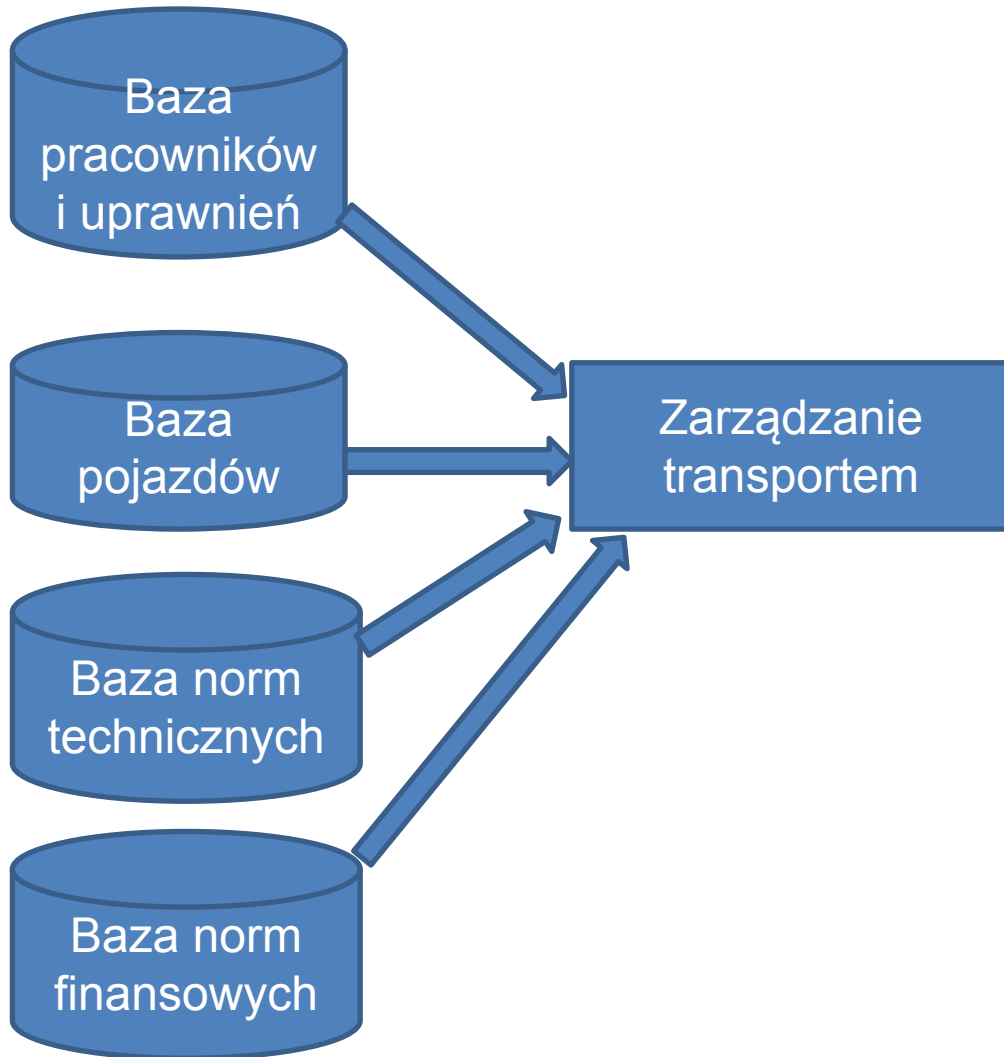 Baza
pracowników
i uprawnień
Baza
pojazdów
Zarządzanie
transportem
Baza norm
technicznych
Baza norm
finansowych